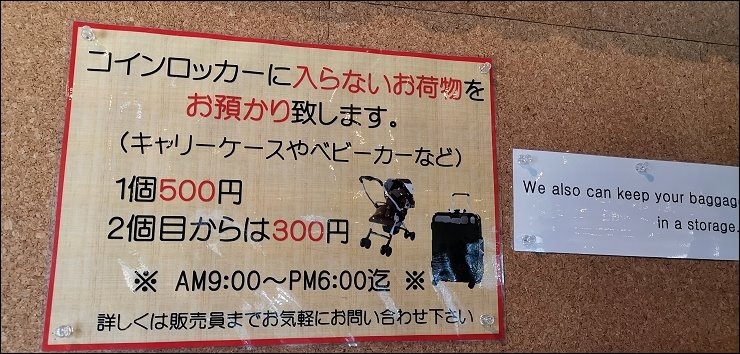 コインロッカーに入らないお荷物を
お預かり致します。
(キャリーケースやベビーカーなど)
1個500円
2個目からは300円
※ AM9:00～PM6:00迄 ※
詳しくは販売員までお気軽にお問い合わせ下さい
We also can keep your baggag
in a storage.